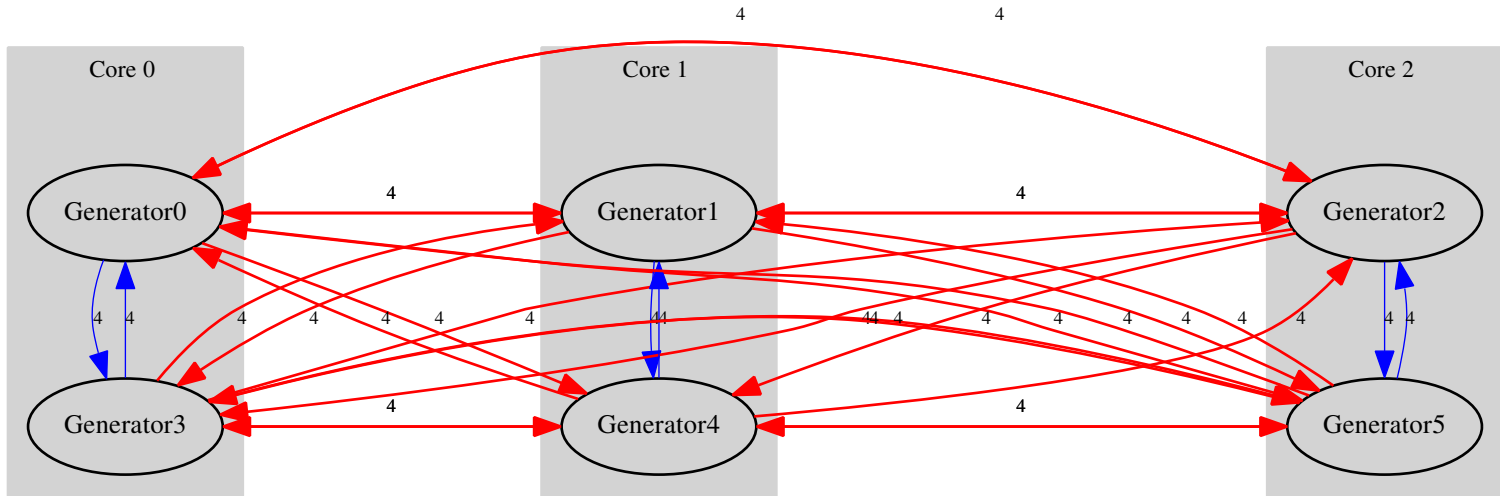 4 4
Core 0 Core 1 Core 2
4 4
Generator0 Generator1 Generator2
4 4 4 4 4 4 4 44 44 4 4 4 4 4 4 4 4 4
4 4
Generator3 Generator4 Generator5